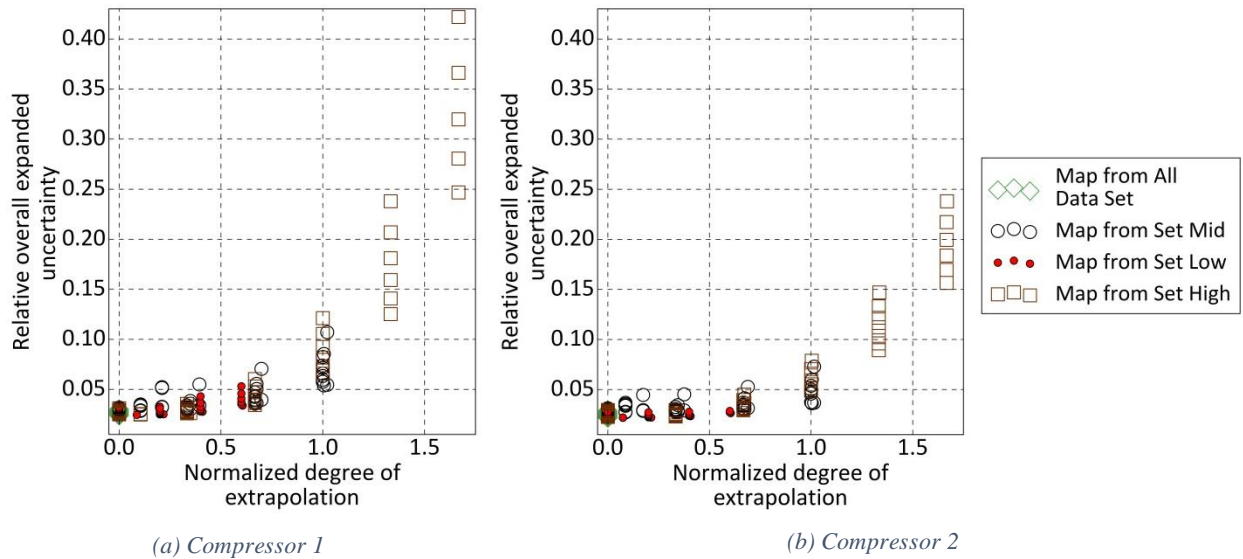 0.40
0.35
0.30
0.25
0.20
0.15
0.10
0.05
Relative overall expanded
uncertainty
0.0
0.5
1.0
1.5
Normalized degree of
extrapolation
(a) Compressor 1
0.40
0.35
0.30
0.25
0.20
0.15
0.10
0.05
Relative overall expanded
uncertainty
0.0
0.5
1.0
1.5
Normalized degree of
extrapolation
(b) Compressor 2
Map from All
Data Set
Map from Set Mid
Map from Set Low
Map from Set High